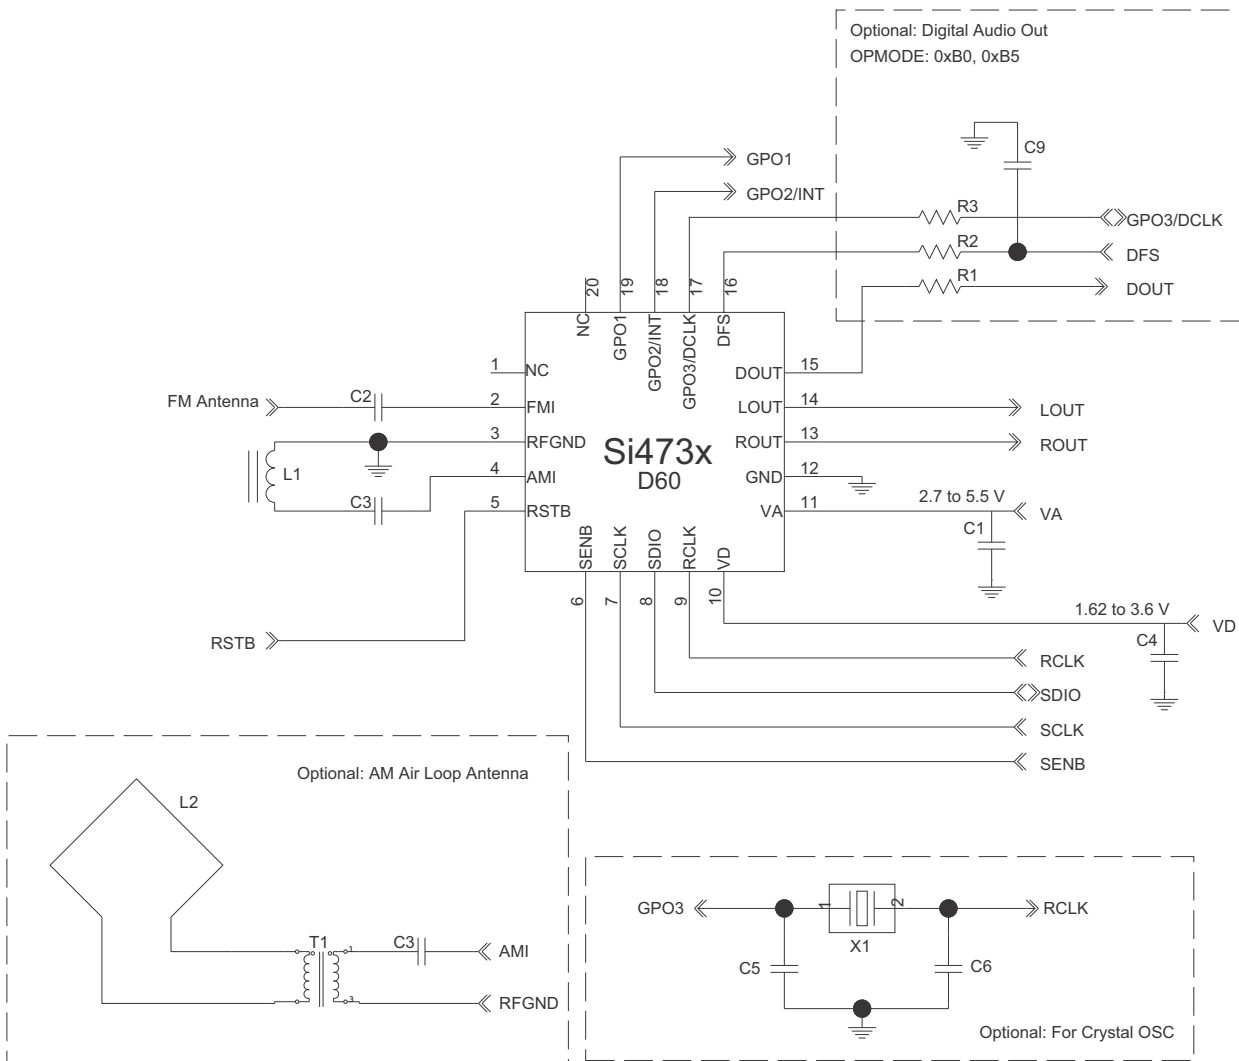 Optional: Digital Audio Out
OPMODE: 0xB0, 0xB5
C9
GPO1
GPO2/INT
R3
GPO3/DCLK
R2
DFS
R1
DOUT
20
19
18
17
16
NC
GPO1
GPO2/INT
GPO3/DCLK
DFS
1
NC
DOUT
15
FM Antenna
C2
2
FMI
LOUT
14
LOUT
3
RFGND
ROUT
13
ROUT
Si473x
D60
L1
4
AMI
GND
12
C3
5
RSTB
VA
11
2.7 to 5.5 V
VA
C1
SENB
SCLK
SDIO
RCLK
VD
6
7
8
9
10
1.62 to 3.6 V
VD
C4
RSTB
RCLK
SDIO
SCLK
SENB
Optional: AM Air Loop Antenna
L2
T1
1
C3
AMI
3
RFGND
GPO3
1
2
RCLK
X1
C5
C6
Optional: For Crystal OSC